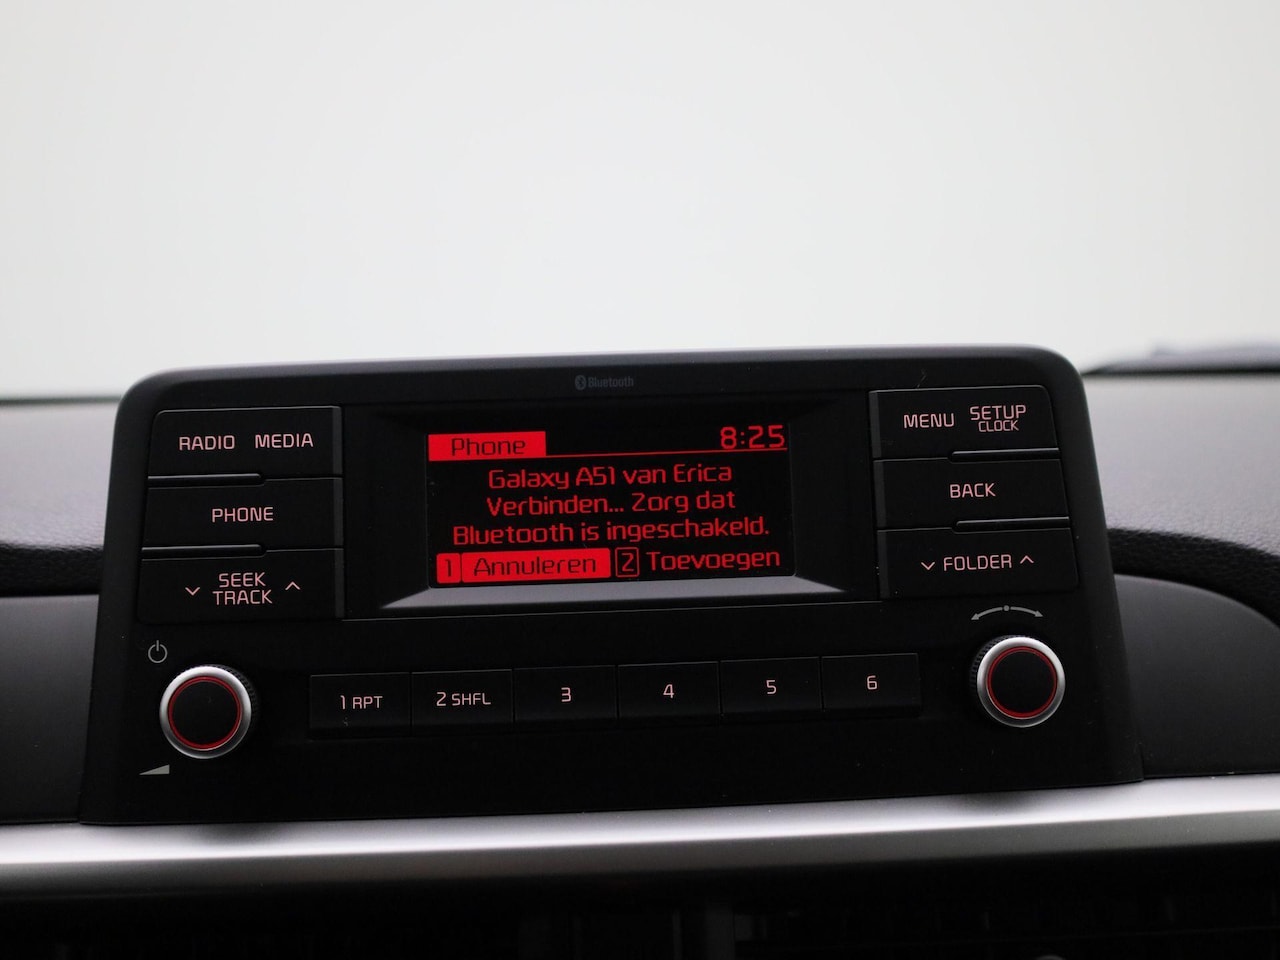 Bluetooth
RADIO MEDIA
PHONE
SEEK
TRACK
Phone 8:25
Galaxy A51 van Erica
Verbinden... Zorg dat
Bluetooth is ingeschakeld.
1 Annuleren 2 Toevoegen
MENU SETUP
CLOCK
BACK
FOLDER
1 RPT 2 SHFL 3 4 5 6